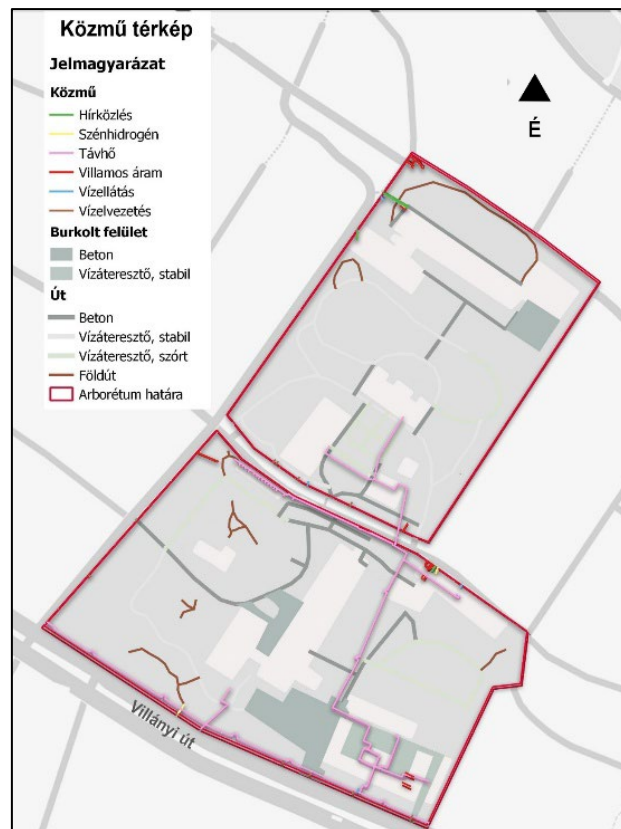 Közmű térkép
Jelmagyarázat
Közmű
Hírközlés
Szénhidrogén
Távhő
Villamos áram
Vízellátás
Vízelvezetés
Burkolt felület
Beton
Vízáteresztő, stabil
Út
Beton
Vízáteresztő, stabil
Vízáteresztő, szórt
Földút
Arborétum határa
É
Villányi út